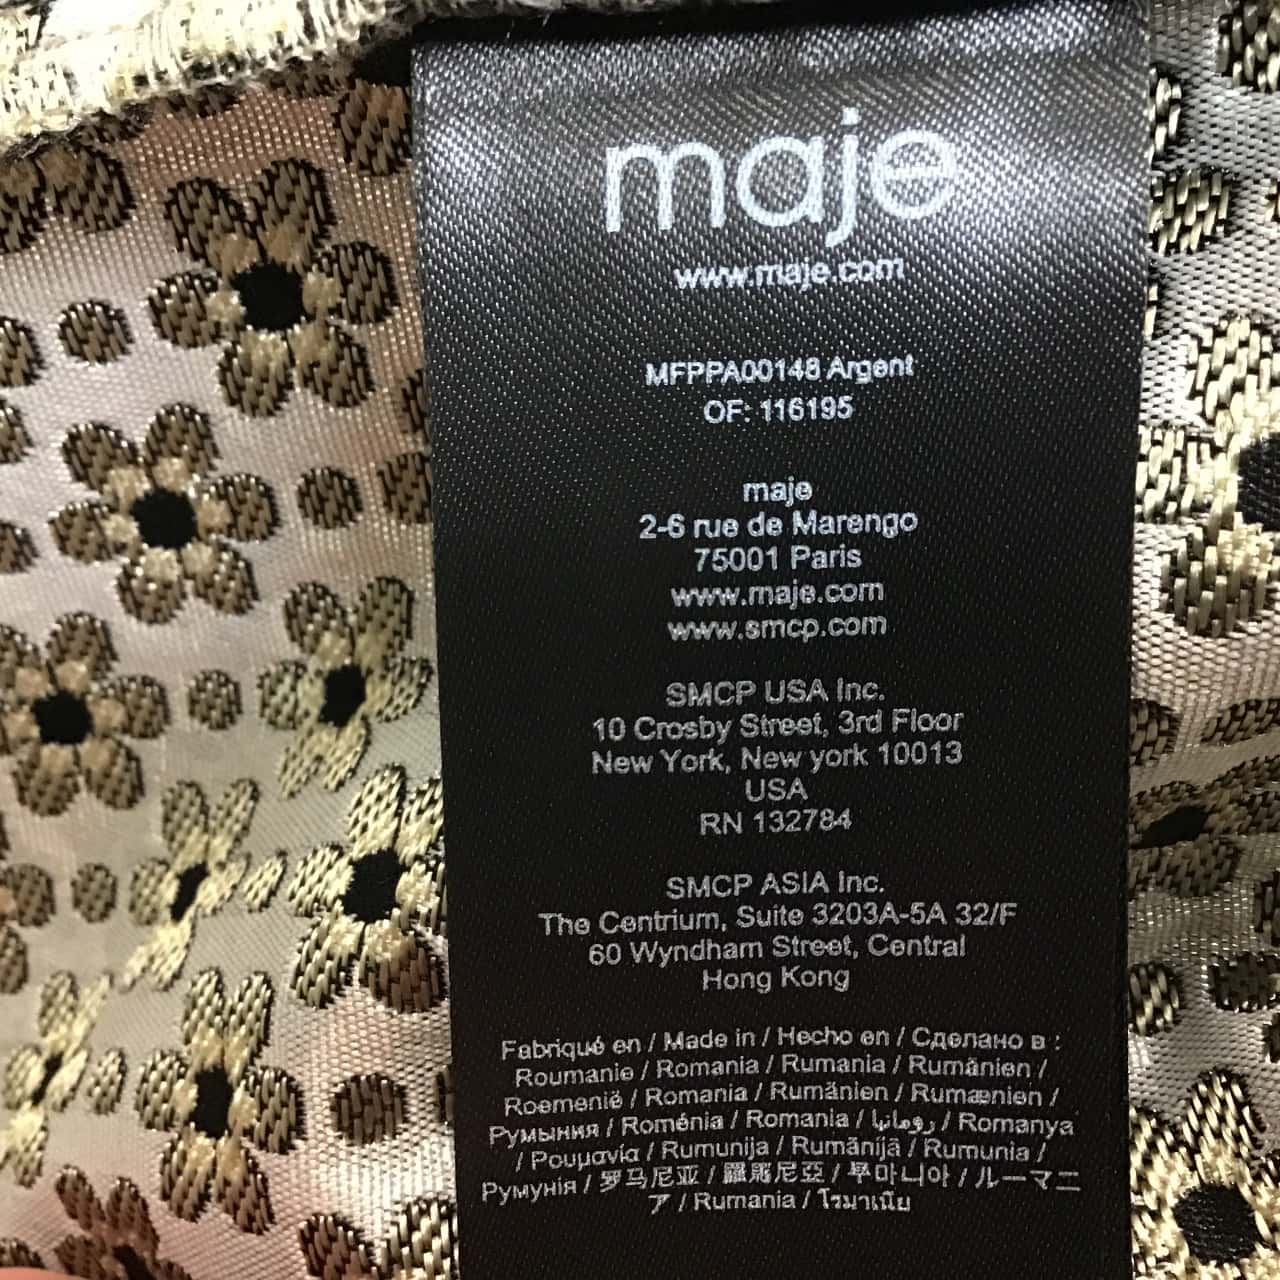 maje
www.maje.com
MFPPA00148 Argent
OF: 116195
maje
2-6 rue de Marengo
75001 Paris
www.maje.com
www.smcp.com
SMCP USA Inc.
10 Crosby Street, 3rd Floor
New York, New york 10013
USA
RN 132784
SMCP ASIA Inc.
The Centrium, Suite 3203A-5A 32/F
60 Wyndham Street, Central
Hong Kong
Fabriqué en / Made in / Hecho en / Сделано в :
Roumanie / Romania / Rumania / Rumänien /
Roemenië / Romania / Rumänien / Rumænien /
Румыния / Roménia / Romania / رومانيا / Romanya
/ Ρουμανία / Rumunija / Rumānijā / Rumunia /
Румунія / 罗马尼亚 / 羅馬尼亞 / 루마니아 / ルーマニ
ア / Rumania / โรมาเนีย